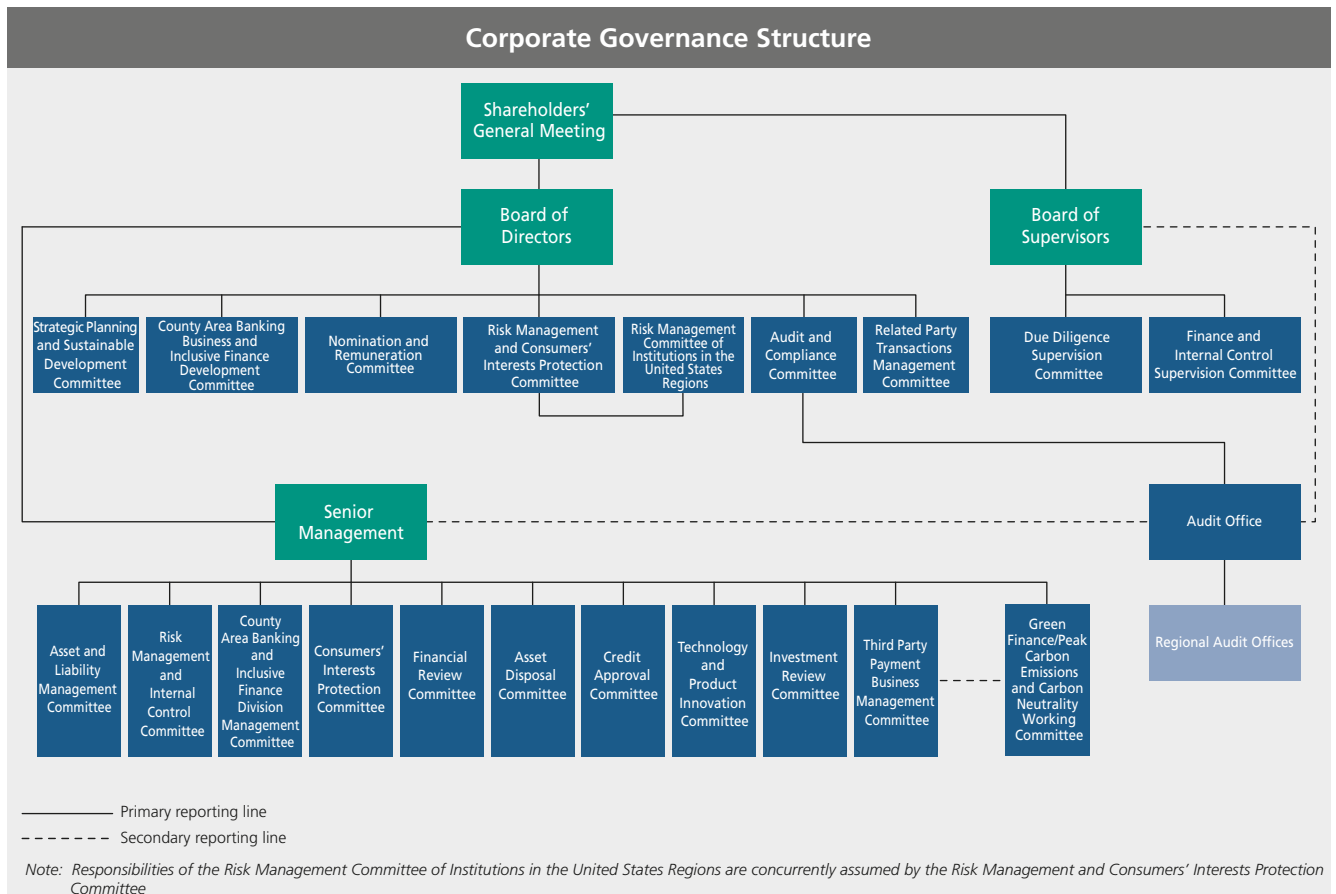 Corporate Governance Structure
Shareholders'
General Meeting
Board of
Directors
Board of
Supervisors
Strategic Planning
and Sustainable
Development
Committee
County Area Banking
Business and
Inclusive Finance
Development
Committee
Nomination and
Remuneration
Committee
Risk Management
and Consumers'
Interests Protection
Committee
Risk Management
Committee of
Institutions in the
United States
Regions
Audit and
Compliance
Committee
Related Party
Transactions
Management
Committee
Due Diligence
Supervision
Committee
Finance and
Internal Control
Supervision Committee
Senior
Management
Audit Office
Asset and
Liability
Management
Committee
Risk
Management
and
Internal
Control
Committee
County
Area Banking
and
Inclusive
Finance
Division
Management
Committee
Consumers'
Interests
Protection
Committee
Financial
Review
Committee
Asset
Disposal
Committee
Credit
Approval
Committee
Technology
and
Product
Innovation
Committee
Investment
Review
Committee
Third Party
Payment
Business
Management
Committee
Green
Finance/Peak
Carbon
Emissions
and Carbon
Neutrality
Working
Committee
Regional Audit Offices
Primary reporting line
Secondary reporting line
Note: Responsibilities of the Risk Management Committee of Institutions in the United States Regions are concurrently assumed by the Risk Management and Consumers' Interests Protection
Committee